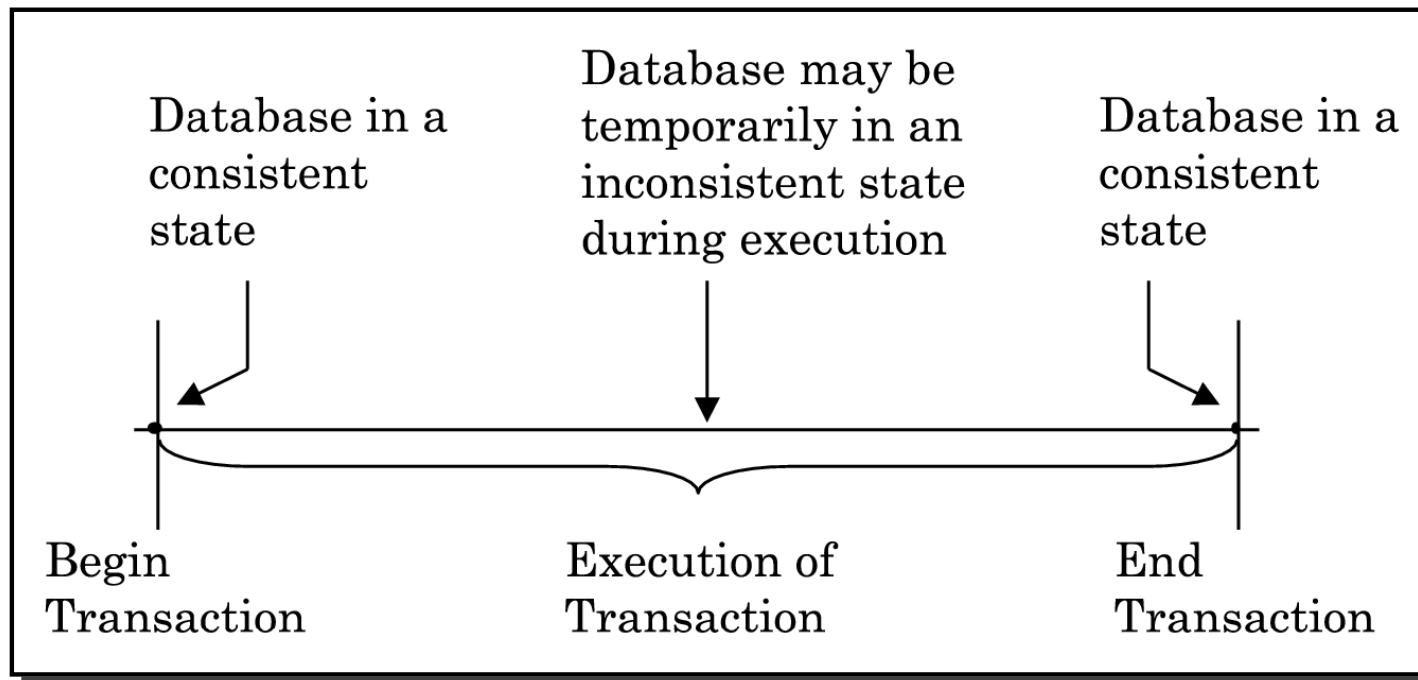 Database in a
consistent
state
Database may be
temporarily in an
inconsistent state
during execution
Database in a
consistent
state
Begin
Transaction
Execution of
Transaction
End
Transaction